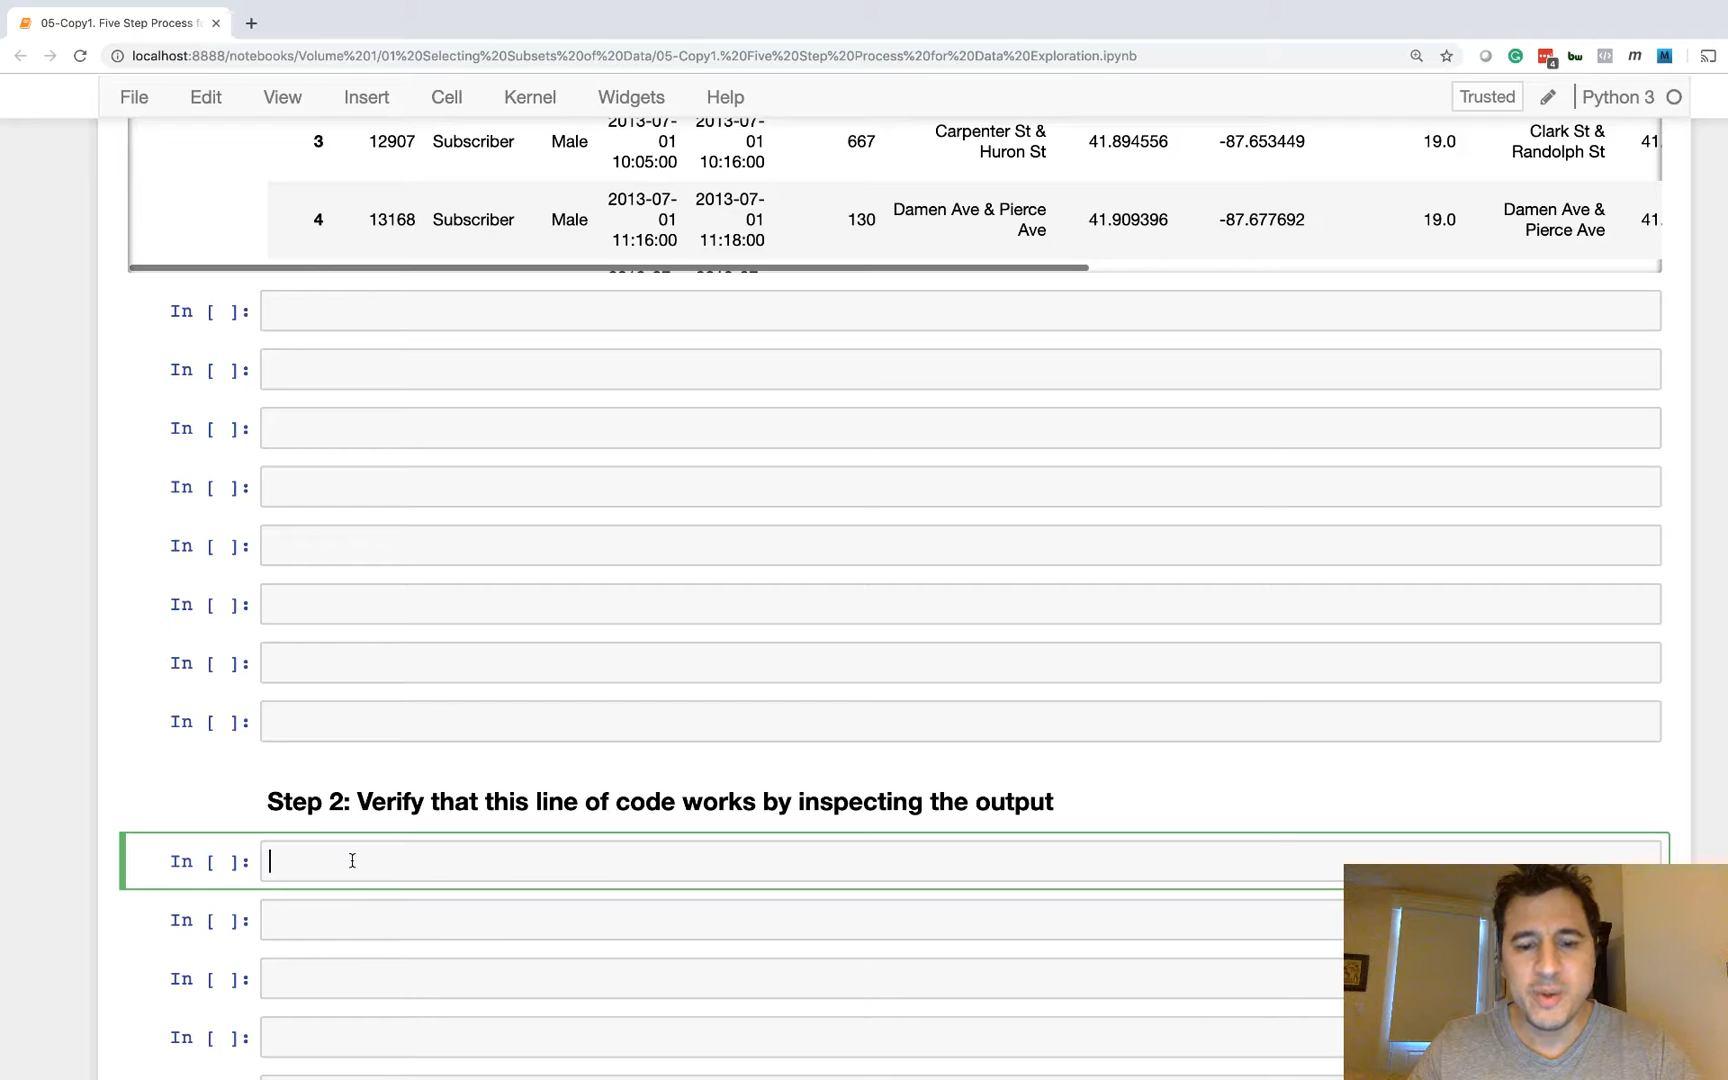 05-Copy1. Five Step Process fo
localhost:8888/notebooks/Volume%201/01%20Selecting%20Subsets%20of%20Data/05-Copy1.%20Five%20Step%20Process%20for%20Data%20Exploration.ipynb
4 bw m M
File Edit View Insert Cell Kernel Widgets Help Trusted Python 3
2013-07- 2013-07- Carpenter St & Clark St &
3 12907 Subscriber Male 01 01 667 Huron St 41.894556 -87.653449 19.0 Randolph St 41.
10:05:00 10:16:00
2013-07- 2013-07- Damen Ave & Pierce Damen Ave &
4 13168 Subscriber Male 01 01 130 Ave 41.909396 -87.677692 19.0 Pierce Ave 41.
11:16:00 11:18:00
In [ ]:
In [ ]:
In [ ]:
In [ ]:
In [ ]:
In [ ]:
In [ ]:
In [ ]:
Step 2: Verify that this line of code works by inspecting the output
In [ ]:
In [ ]:
In [ ]:
In [ ]: